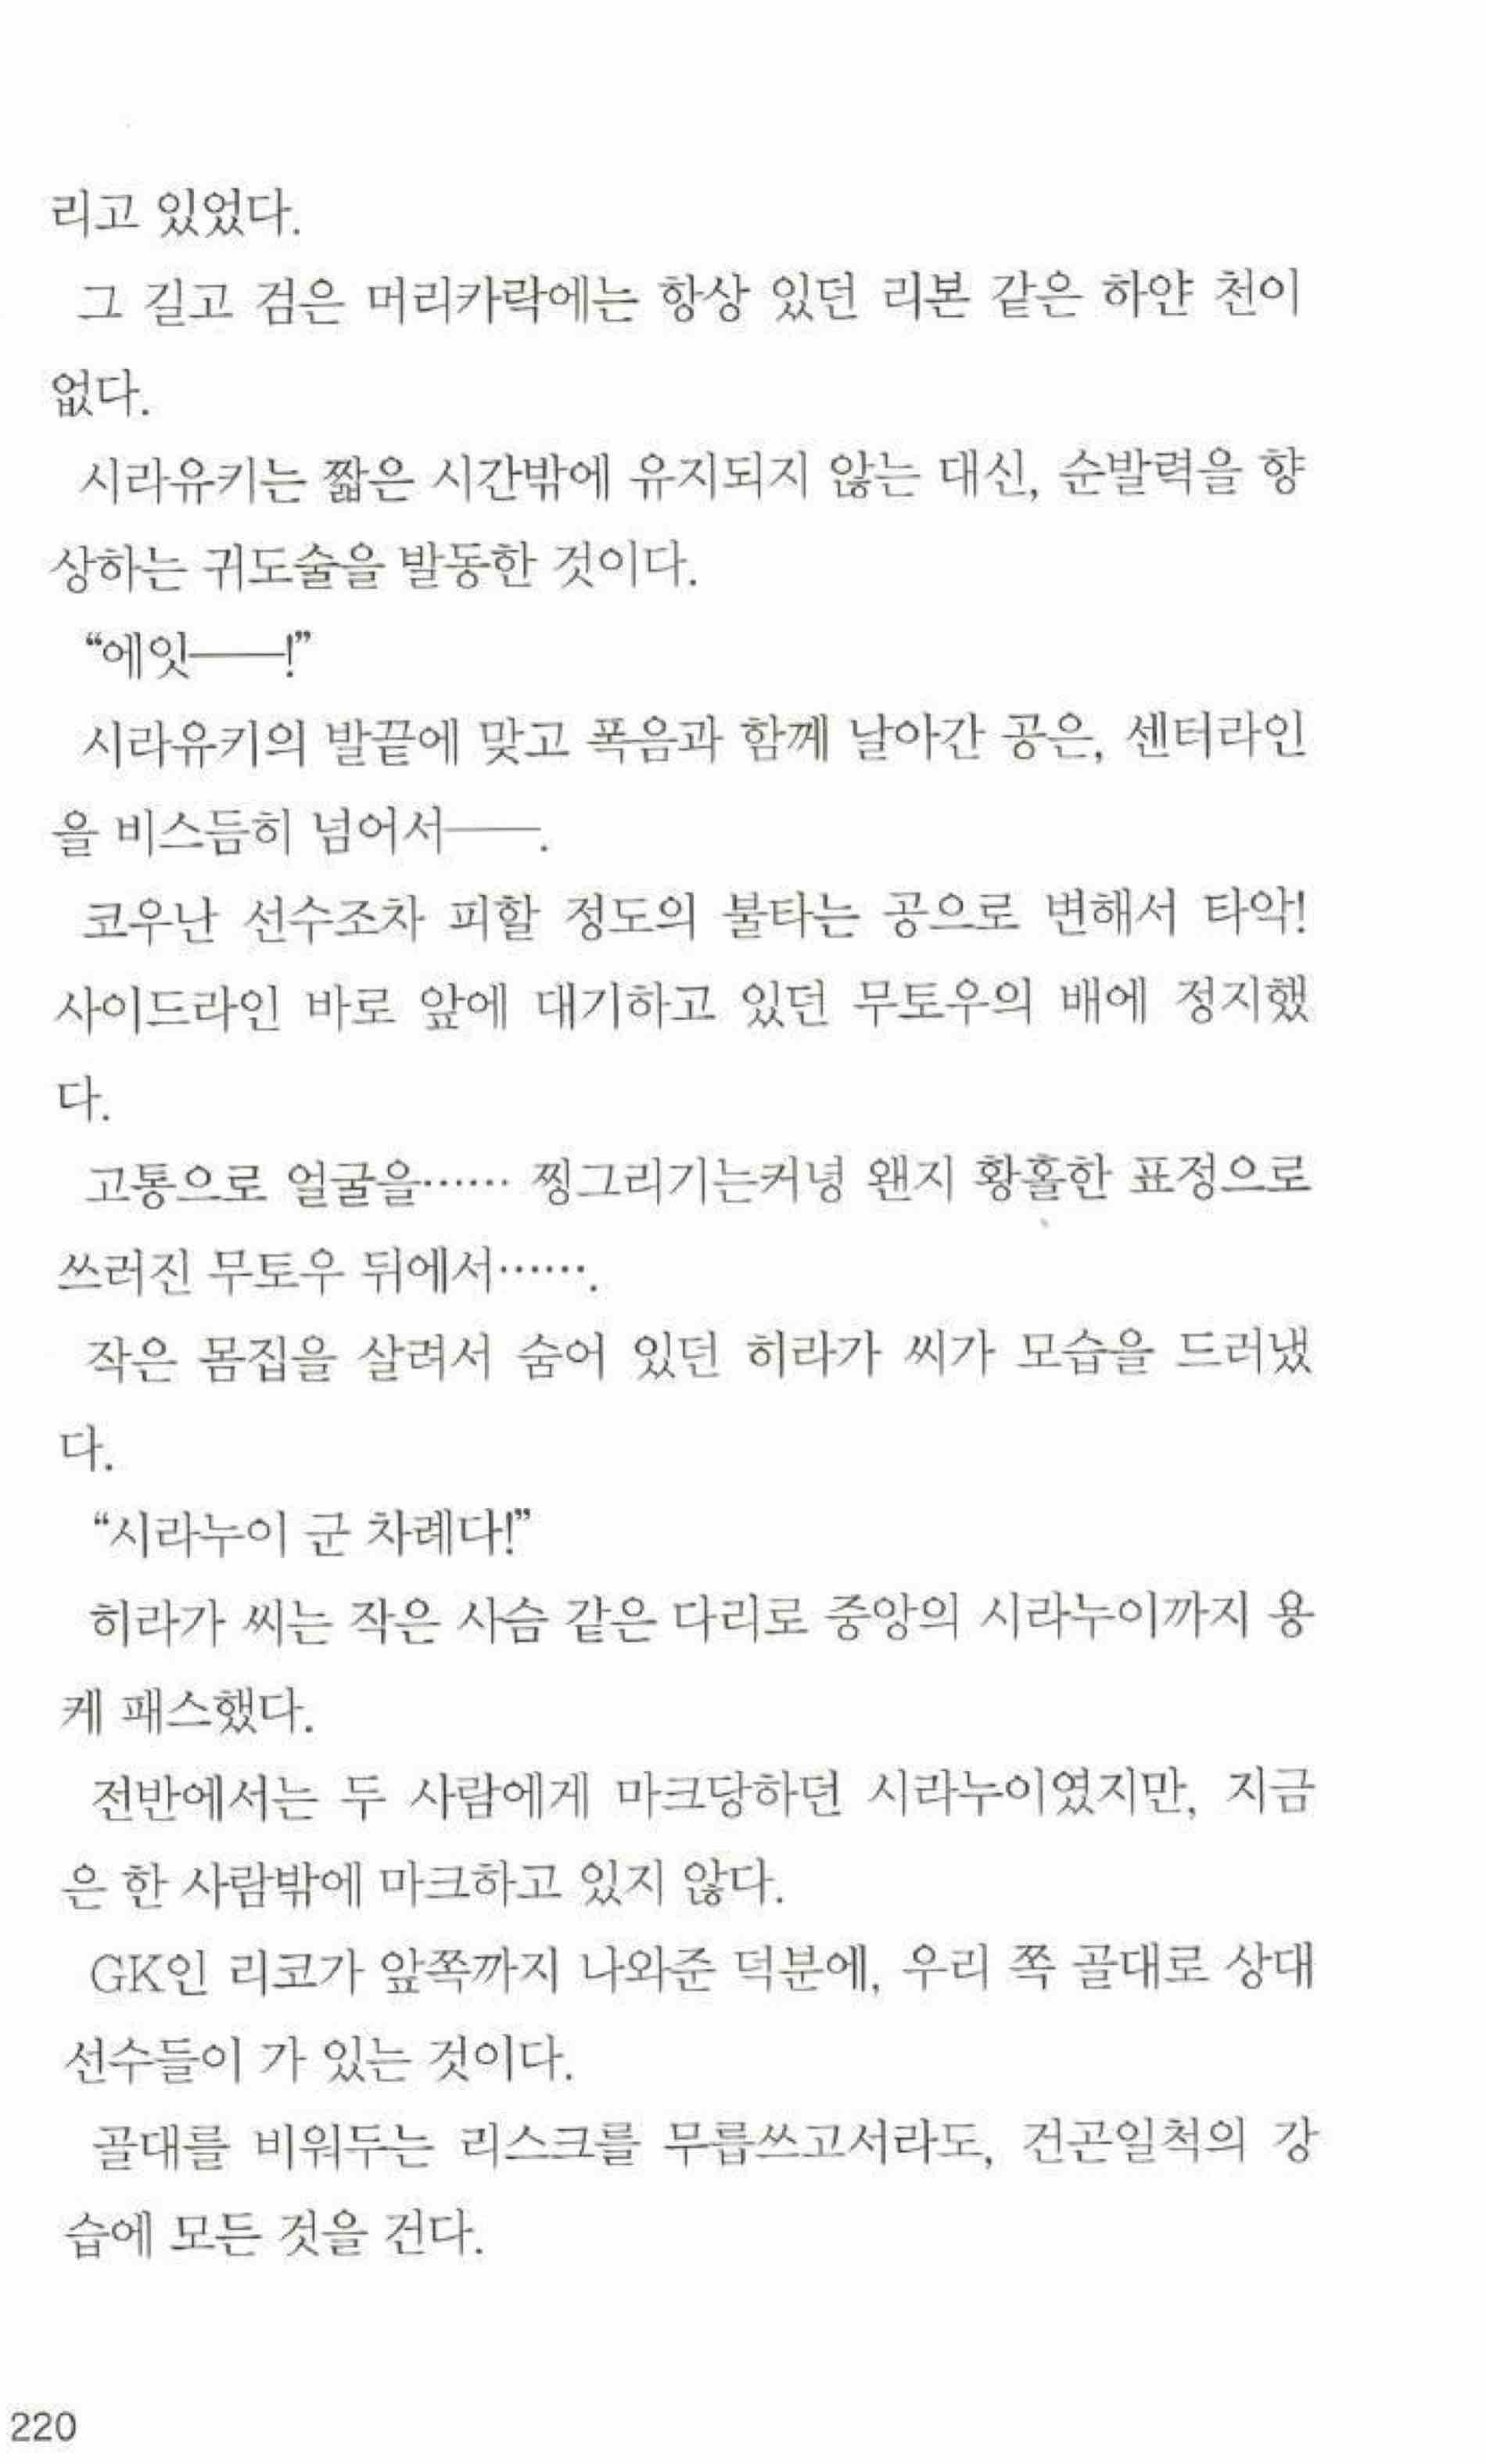 리고 있었다.
그 길고 검은 머리카락에는 항상 있던 리본 같은 하얀 천이
없다.
시라유키는 짧은 시간밖에 유지되지 않는 대신, 순발력을 향
상하는 귀도술을 발동한 것이다.
“에잇――!”
시라유키의 발끝에 맞고 폭음과 함께 날아간 공은, 센터라인
을 비스듬히 넘어서――.
코우난 선수조차 피할 정도의 불타는 공으로 변해서 타악!
사이드라인 바로 앞에 대기하고 있던 무토우의 배에 정지했
다.
고통으로 얼굴을…… 찡그리기는커녕 왠지 황홀한 표정으로
쓰러진 무토우 뒤에서…….
작은 몸집을 살려서 숨어 있던 히라가 씨가 모습을 드러냈
다.
“시라누이 군 차례다!”
히라가 씨는 작은 사슴 같은 다리로 중앙의 시라누이까지 용
케 패스했다.
전반에서는 두 사람에게 마크당하던 시라누이였지만, 지금
은 한 사람밖에 마크하고 있지 않다.
GK인 리코가 앞쪽까지 나와준 덕분에, 우리 쪽 골대로 상대
선수들이 가 있는 것이다.
골대를 비워두는 리스크를 무릅쓰고서라도, 건곤일척의 강
습에 모든 것을 건다.
220